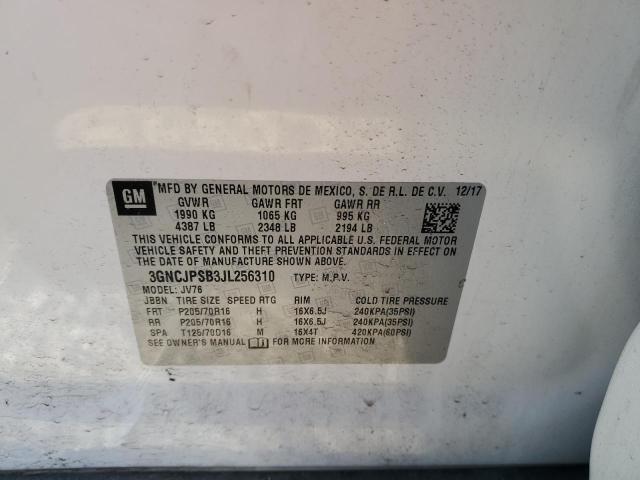 GM
MFD BY GENERAL MOTORS DE MEXICO, S. DE R.L. DE C.V. 12/17
GVWR GAWR FRT GAWR RR
1990 KG 1065 KG 995 KG
4387 LB 2348 LB 2194 LB
THIS VEHICLE CONFORMS TO ALL APPLICABLE U.S. FEDERAL MOTOR
VEHICLE SAFETY AND THEFT PREVENTION STANDARDS IN EFFECT ON
THE DATE OF MANUFACTURE SHOWN ABOVE.
3GNCJPSB3JL256310 TYPE: M.P.V.
MODEL: JV76
JBBN TIRE SIZE SPEED RTG RIM COLD TIRE PRESSURE
FRT P205/70R16 H 16X6.5J 240KPA(35PSI)
RR P205/70R16 H 16X6.5J 240KPA(35PSI)
SPA T125/70D16 M 16X4T 420KPA(60PSI)
SEE OWNER'S MANUAL FOR MORE INFORMATION